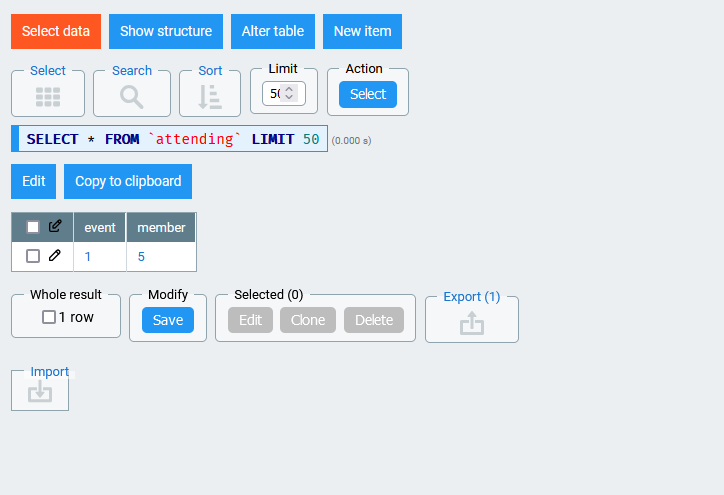 Select data Show structure Alter table New item
Select Search Sort Limit Action
50 Select
SELECT * FROM `attending` LIMIT 50 (0.000 s)
Edit Copy to clipboard
event member
1 5
Whole result Modify Selected (0) Export (1)
1 row Save Edit Clone Delete
Import